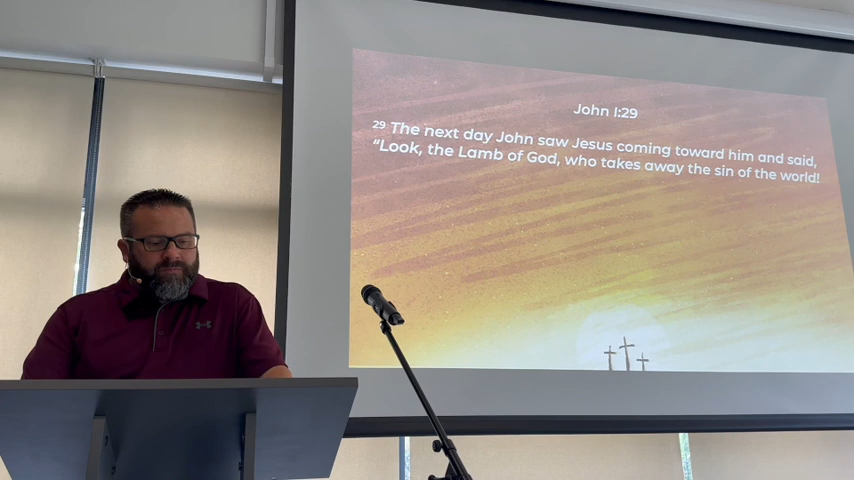 John 1:29
29 The next day John saw Jesus coming toward him and said,
“Look, the Lamb of God, who takes away the sin of the world!